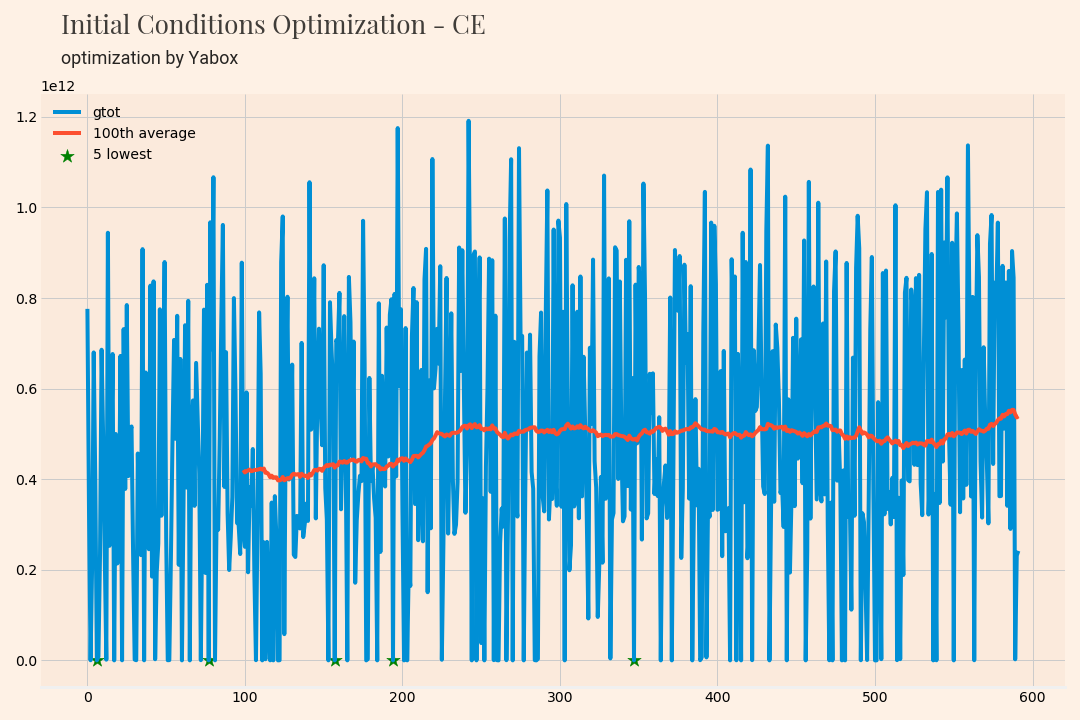 Initial Conditions Optimization - CE
optimization by Yabox
1e12
gtot
100th average
5 lowest
1.2
1.0
0.8
0.6
0.4
0.2
0.0
0 100 200 300 400 500 600